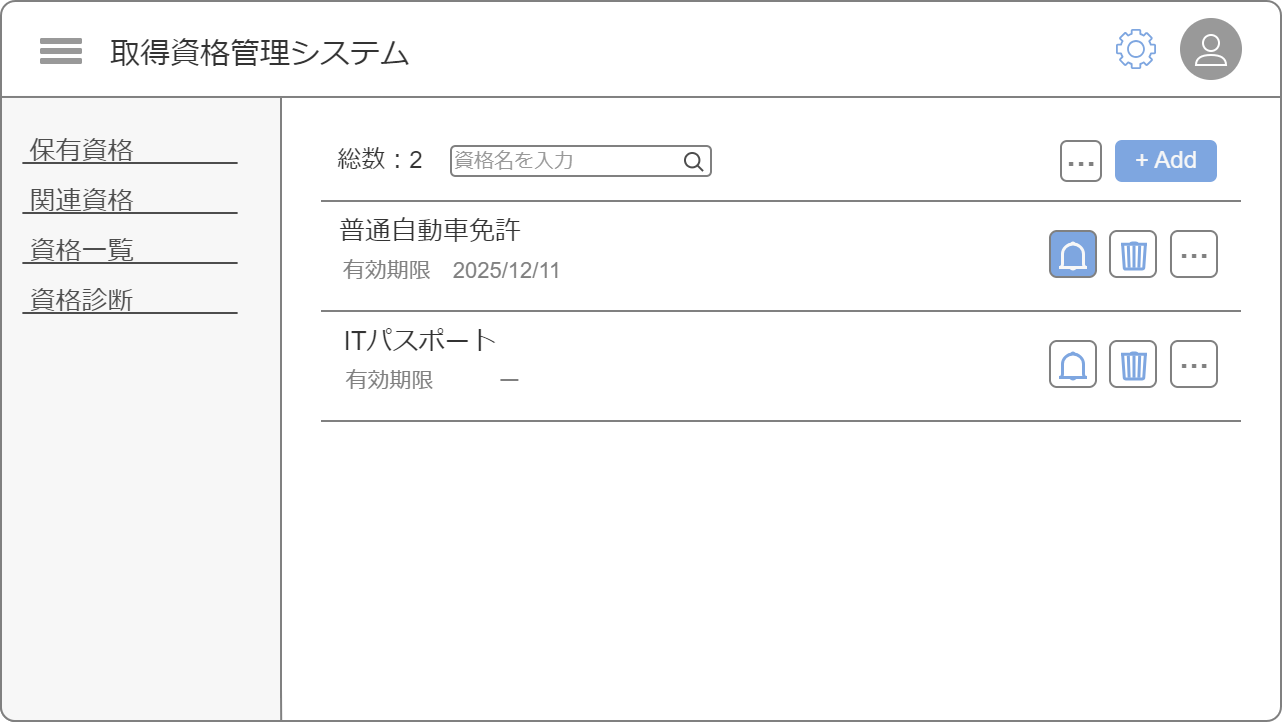 取得資格管理システム
保有資格
関連資格
資格一覧
資格診断
総数：2
資格名を入力
...
+ Add
普通自動車免許
有効期限 2025/12/11
...
ITパスポート
有効期限 ー
...